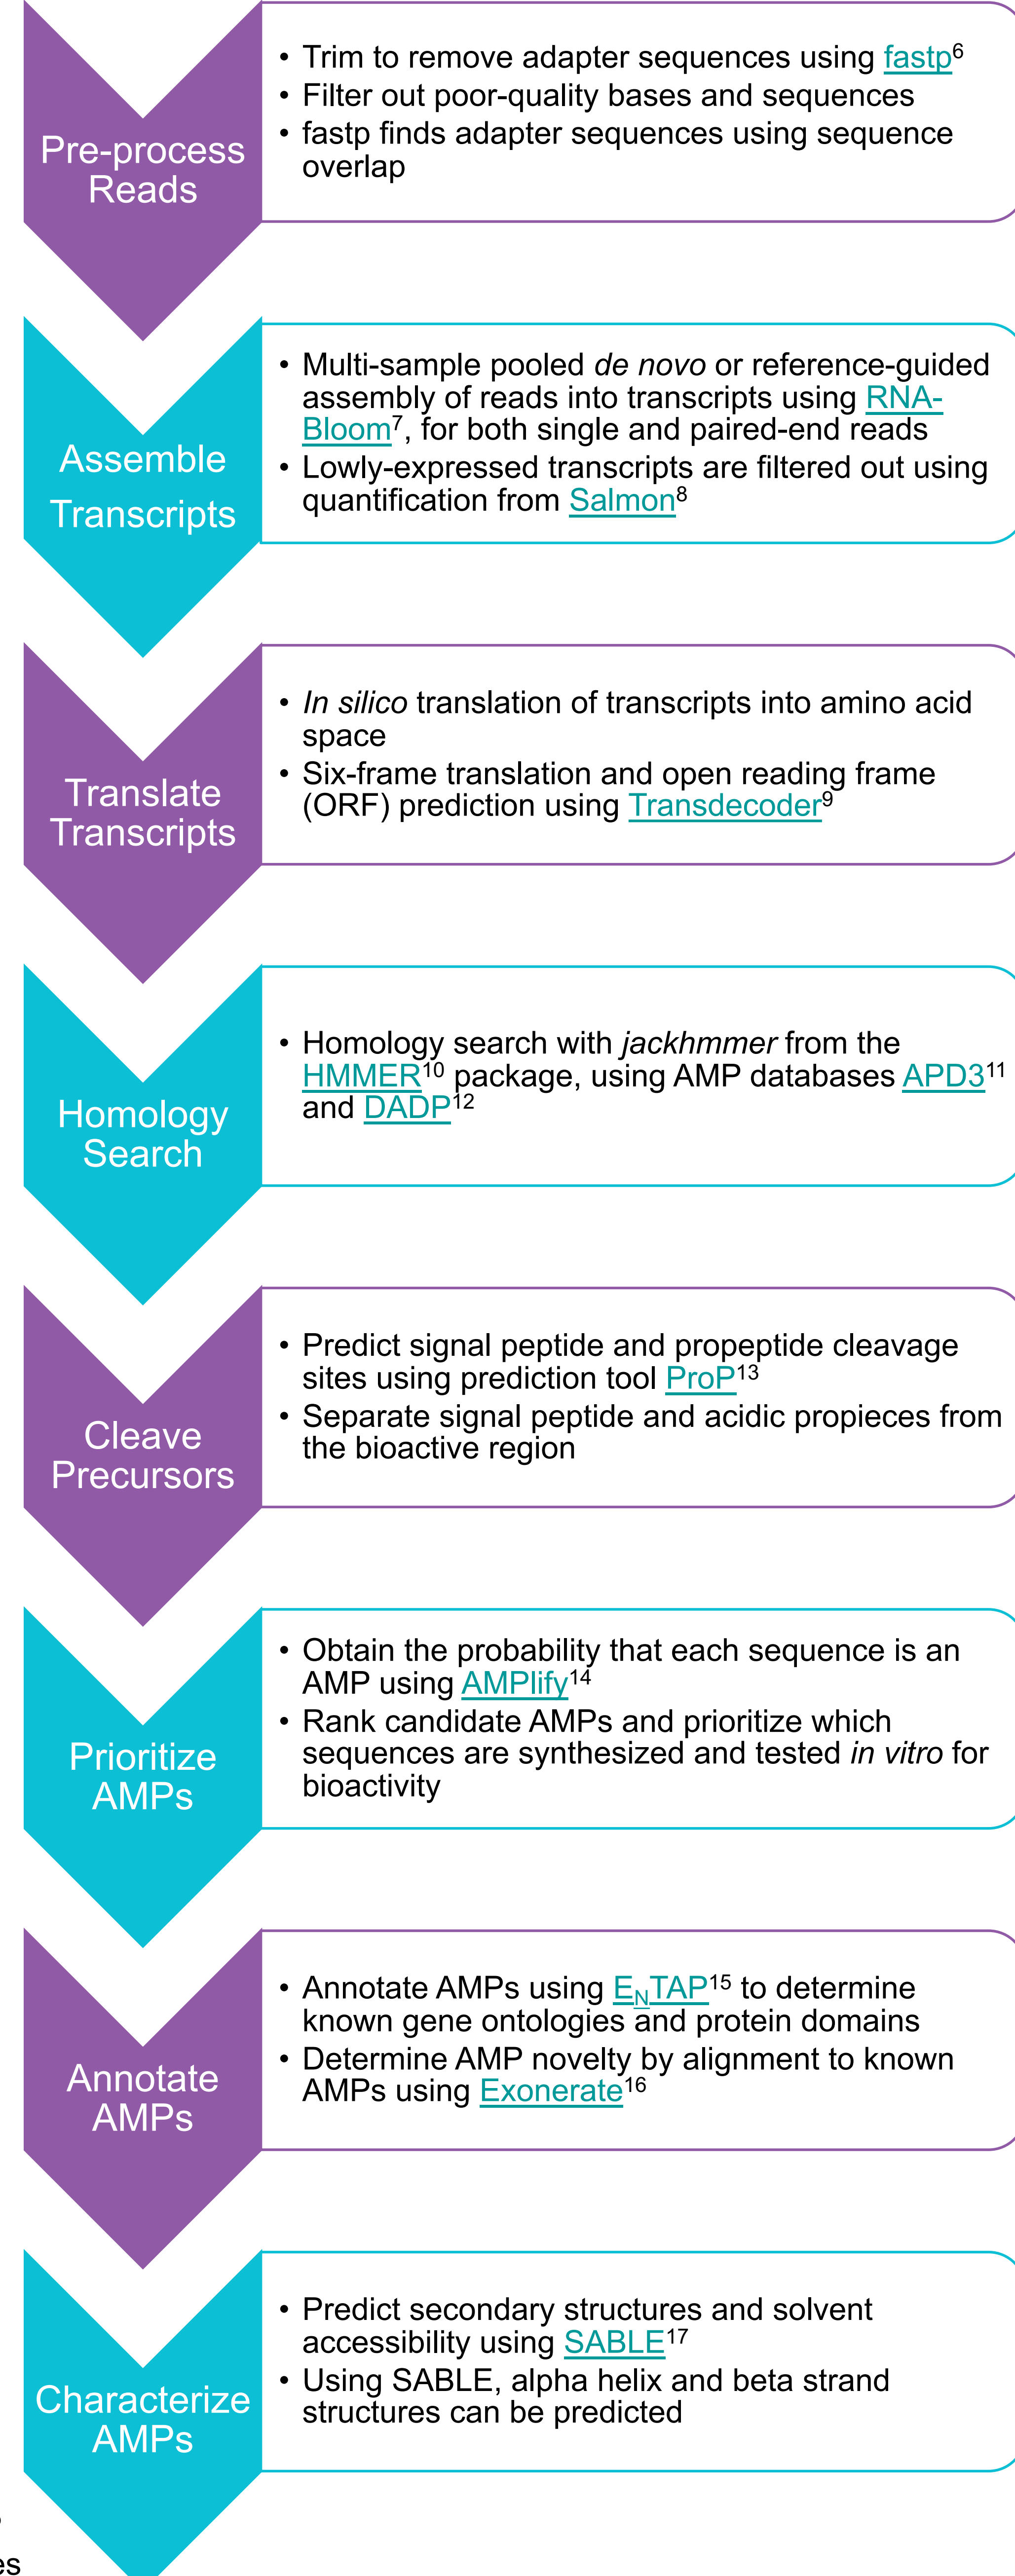 Pre-process
Reads
• Trim to remove adapter sequences using fastp6
• Filter out poor-quality bases and sequences
• fastp finds adapter sequences using sequence
overlap
Assemble
Transcripts
• Multi-sample pooled de novo or reference-guided
assembly of reads into transcripts using RNA-
Bloom7, for both single and paired-end reads
• Lowly-expressed transcripts are filtered out using
quantification from Salmon8
Translate
Transcripts
• In silico translation of transcripts into amino acid
space
• Six-frame translation and open reading frame
(ORF) prediction using Transdecoder9
Homology
Search
• Homology search with jackhmmer from the
HMMER10 package, using AMP databases APD311
and DADP12
Cleave
Precursors
• Predict signal peptide and propeptide cleavage
sites using prediction tool ProP13
• Separate signal peptide and acidic propieces from
the bioactive region
Prioritize
AMPs
• Obtain the probability that each sequence is an
AMP using AMPlify14
• Rank candidate AMPs and prioritize which
sequences are synthesized and tested in vitro for
bioactivity
Annotate
AMPs
• Annotate AMPs using ENTAP15 to determine
known gene ontologies and protein domains
• Determine AMP novelty by alignment to known
AMPs using Exonerate16
Characterize
AMPs
• Predict secondary structures and solvent
accessibility using SABLE17
• Using SABLE, alpha helix and beta strand
structures can be predicted
es